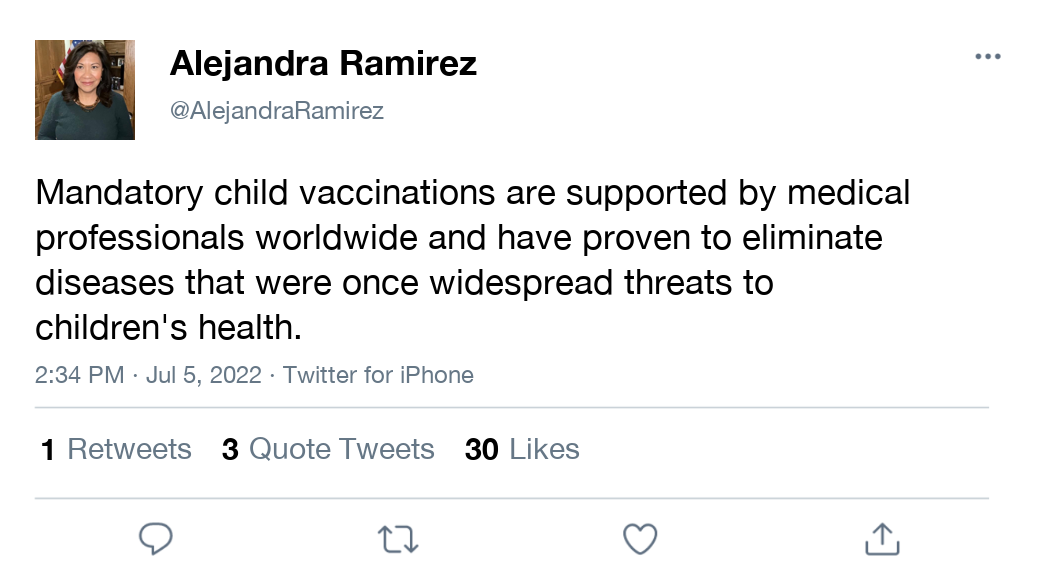 Alejandra Ramirez
@AlejandraRamirez
Mandatory child vaccinations are supported by medical
professionals worldwide and have proven to eliminate
diseases that were once widespread threats to
children's health.
2:34 PM · Jul 5, 2022 · Twitter for iPhone
1 Retweets 3 Quote Tweets 30 Likes